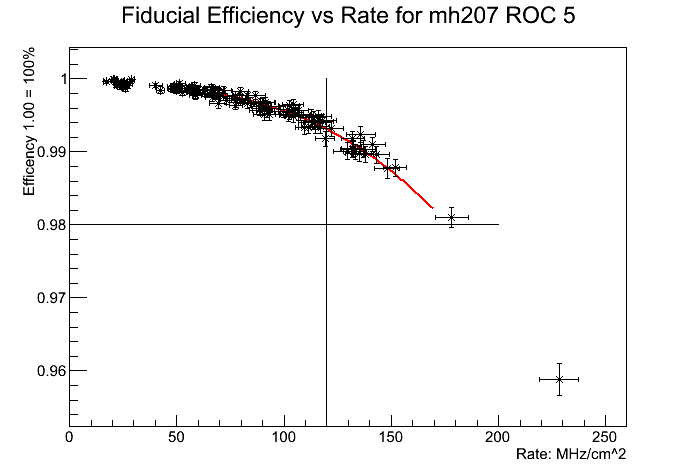 Fiducial Efficiency vs Rate for mh207 ROC 5
Efficency 1.00 = 100%
1
0.99
0.98
0.97
0.96
0 50 100 150 200 250
Rate: MHz/cm^2